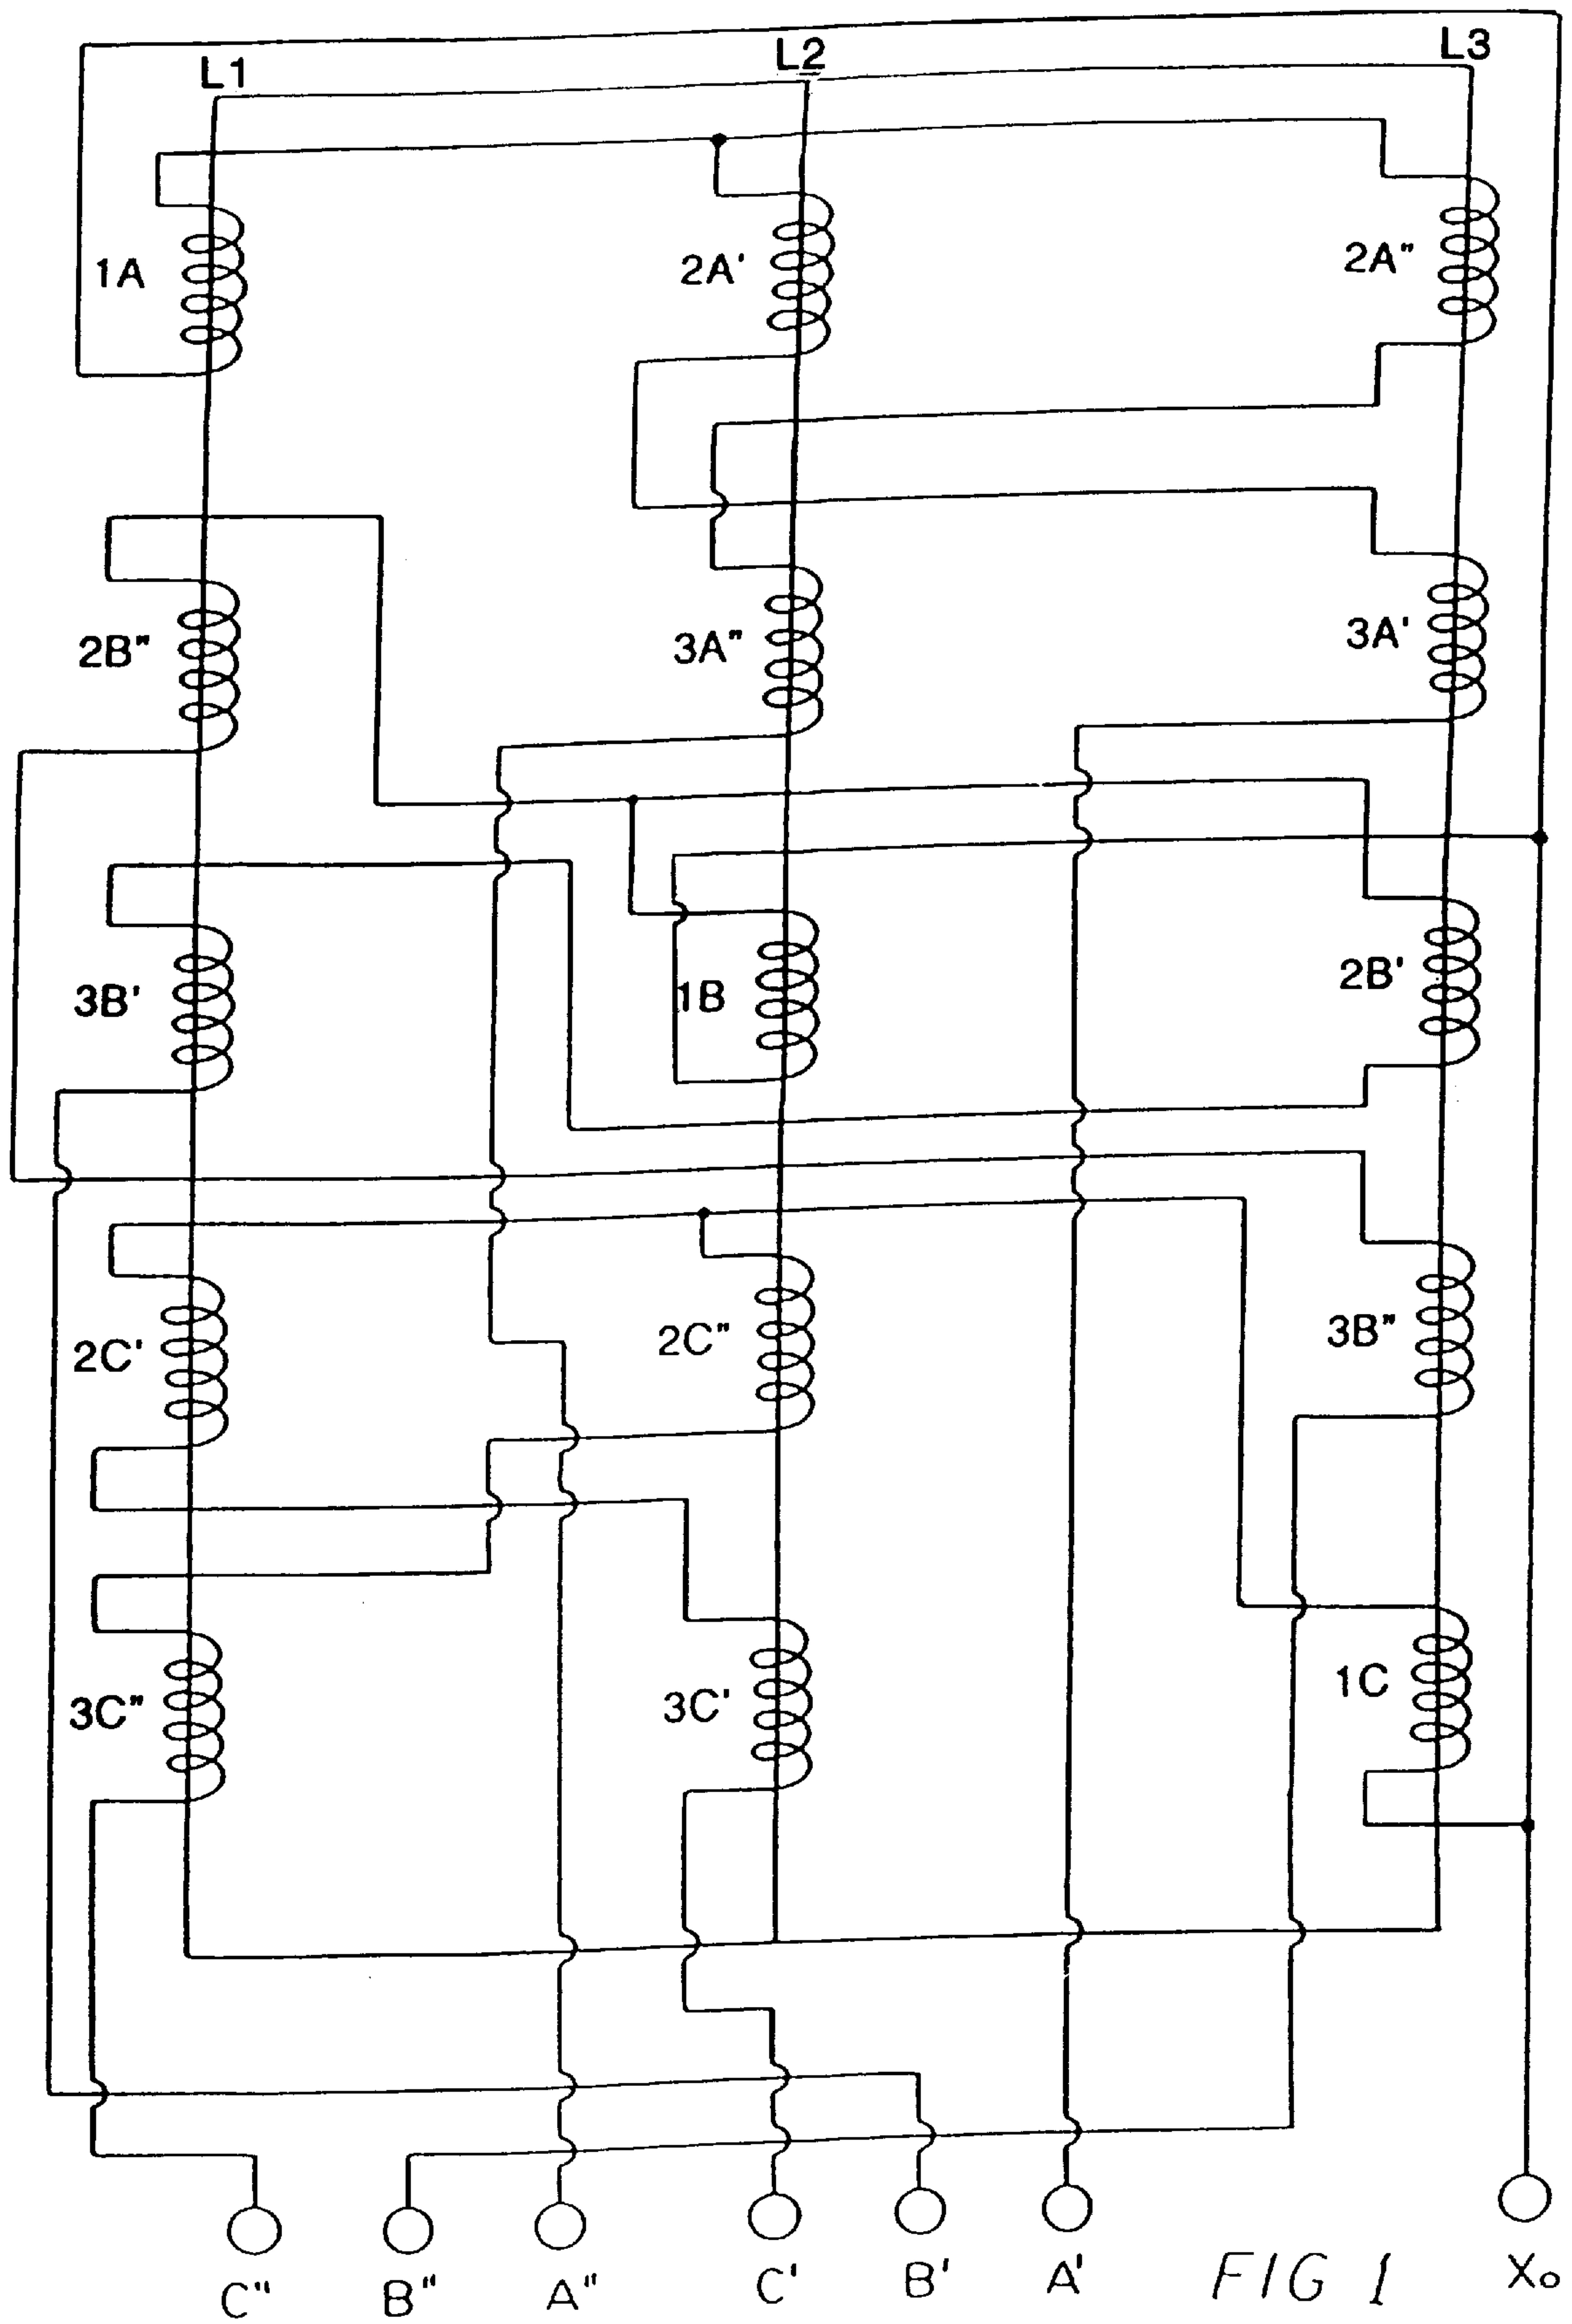 L1 L2 L3
1A 2A' 2A"
2B" 3A" 3A'
3B' 1B 2B'
2C' 2C" 3B"
3C" 3C' 1C
C" B" A" C' B' A' X₀
FIG 1